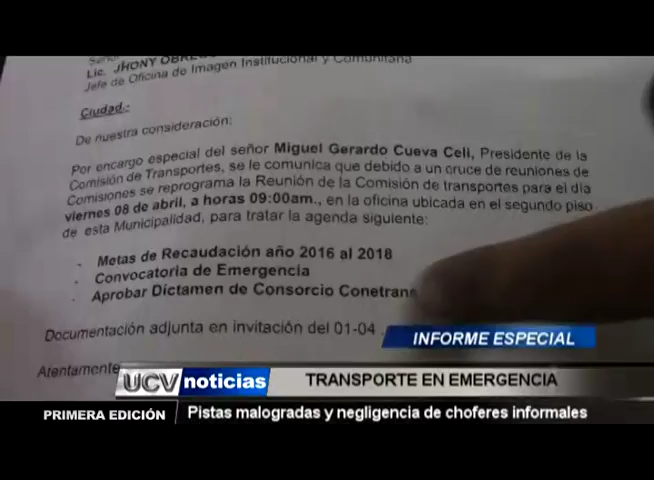 Lic. JHONY
Jefe de Oficina de Imagen Institucional y Comunitaria
Ciudad.-
De nuestra consideración:
Por encargo especial del señor Miguel Gerardo Cueva Celi, Presidente de la
Comisión de Transportes, se le comunica que debido a un cruce de reuniones de
Comisiones se reprograma la Reunión de la Comisión de transportes para el día
viernes 08 de abril, a horas 09:00am., en la oficina ubicada en el segundo piso
de esta Municipalidad, para tratar la agenda siguiente:
- Metas de Recaudación año 2016 al 2018
- Convocatoria de Emergencia
- Aprobar Dictamen de Consorcio Conetrans
Documentación adjunta en invitación del 01-04
Atentamente
INFORME ESPECIAL
UCV noticias TRANSPORTE EN EMERGENCIA
PRIMERA EDICIÓN Pistas malogradas y negligencia de choferes informales